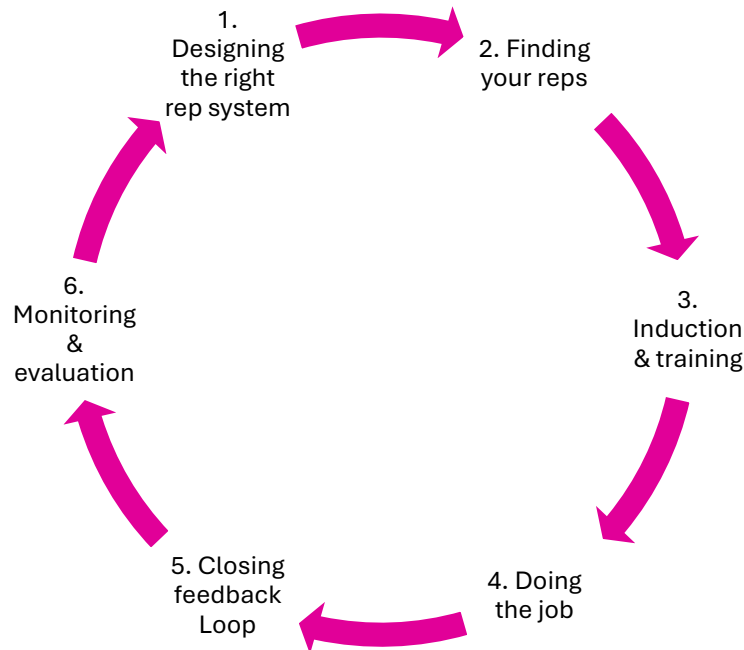 1.
Designing
the right
rep system
2. Finding
your reps
3.
Induction
& training
4. Doing
the job
5. Closing
feedback
Loop
6.
Monitoring
&
evaluation